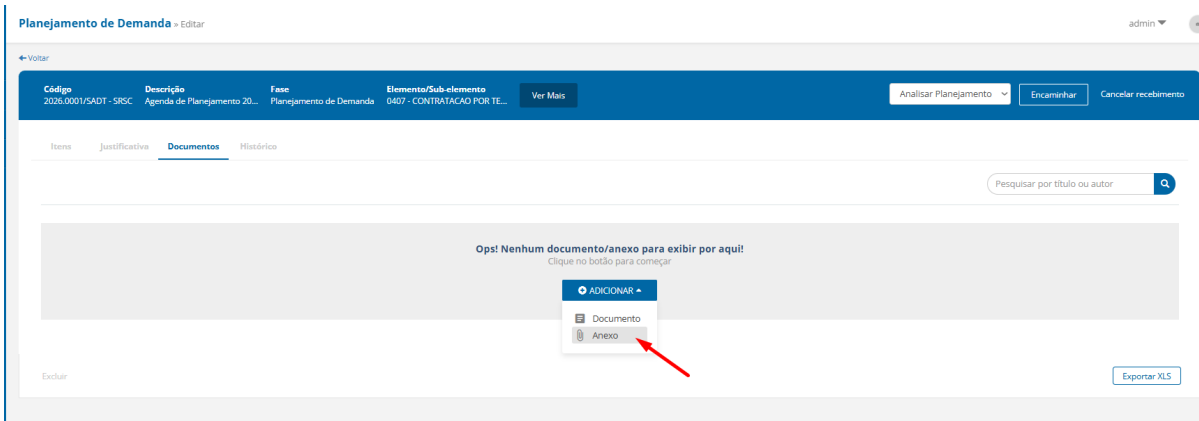 Planejamento de Demanda » Editar
admin
Voltar
Código
2026.0001/SADT - SRSC
Descrição
Agenda de Planejamento 20...
Fase
Planejamento de Demanda
Elemento/Sub-elemento
0407 - CONTRATACAO POR TE...
Ver Mais
Analisar Planejamento
Encaminhar
Cancelar recebimento
Itens
Justificativa
Documentos
Histórico
Pesquisar por título ou autor
Ops! Nenhum documento/anexo para exibir por aqui!
Clique no botão para começar
ADICIONAR
Documento
Anexo
Excluir
Exportar XLS